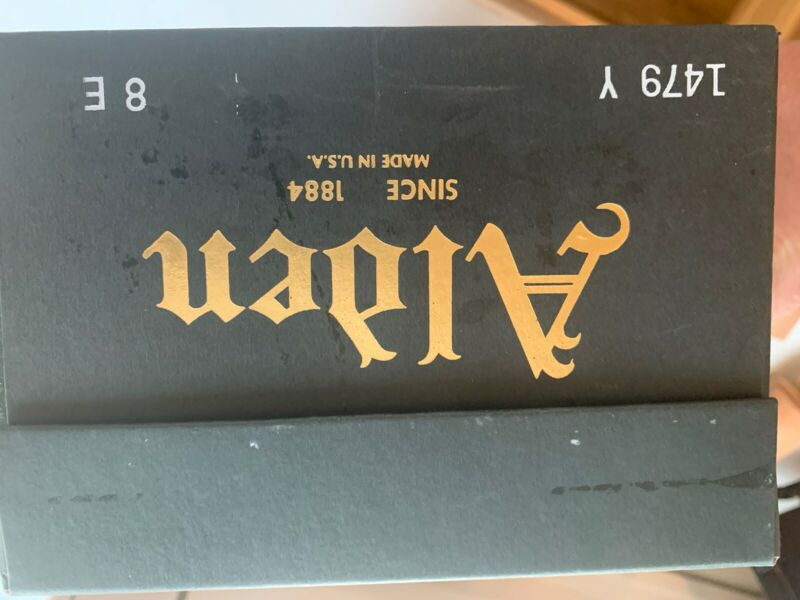 Alden
SINCE 1884
MADE IN U.S.A.
1479 Y 8 E